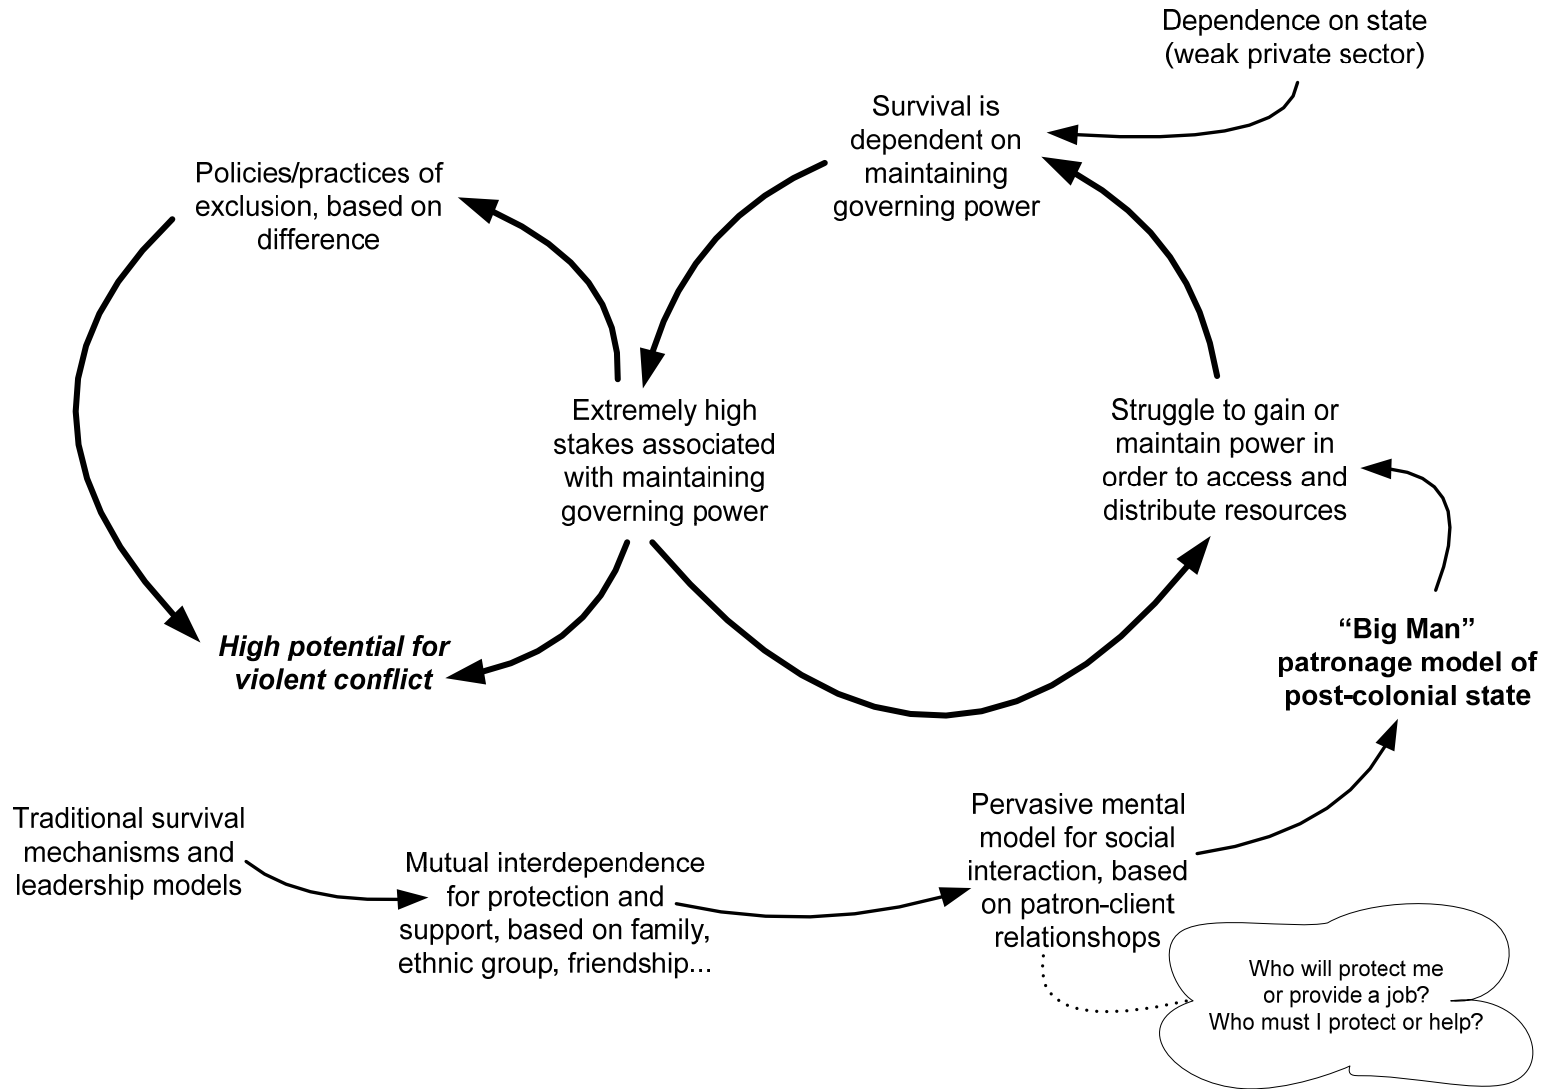 Dependence on state
(weak private sector)
Survival is
dependent on
maintaining
governing power
Policies/practices of
exclusion, based on
difference
Extremely high
stakes associated
with maintaining
governing power
Struggle to gain or
maintain power in
order to access and
distribute resources
High potential for
violent conflict
“Big Man”
patronage model of
post-colonial state
Traditional survival
mechanisms and
leadership models
Mutual interdependence
for protection and
support, based on family,
ethnic group, friendship...
Pervasive mental
model for social
interaction, based
on patron-client
relationshops
Who will protect me
or provide a job?
Who must I protect or help?